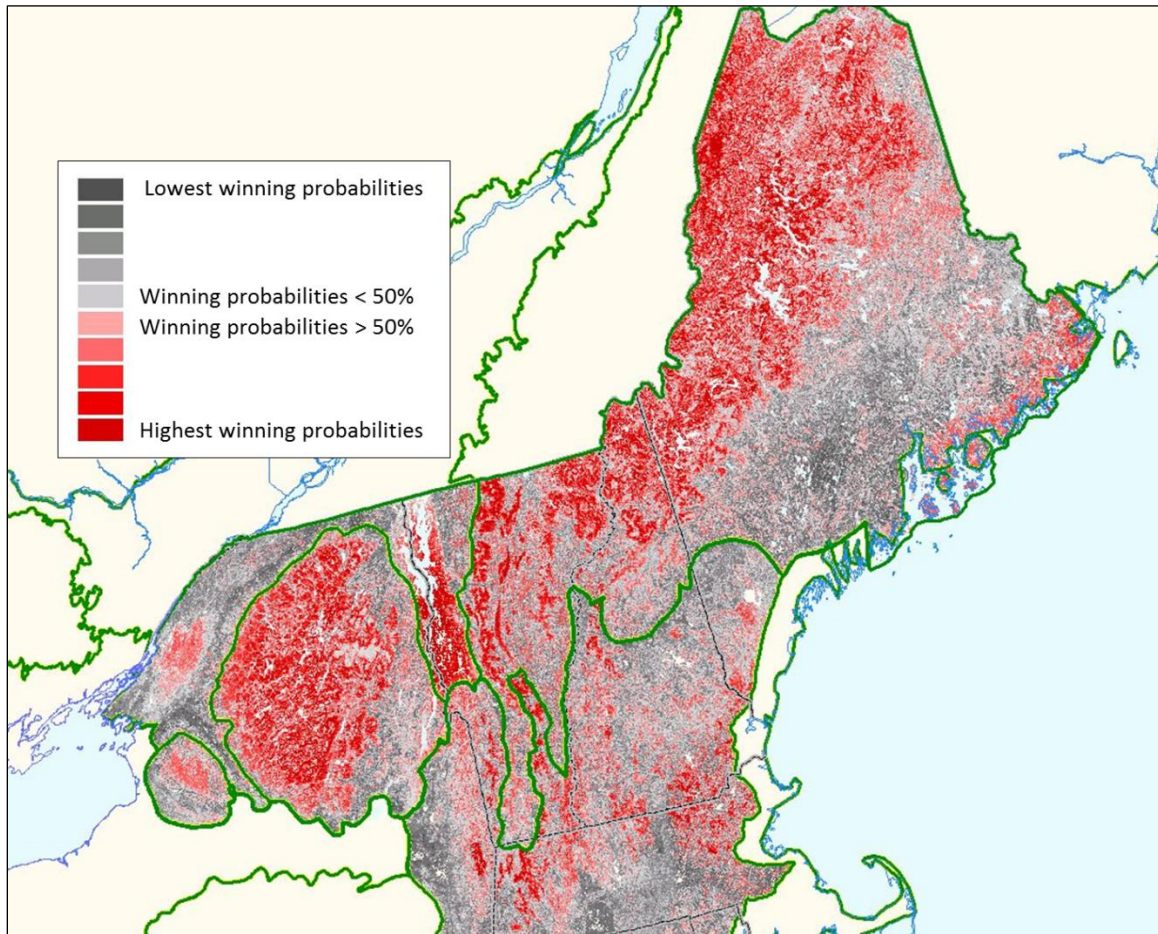 Lowest winning probabilities
Winning probabilities < 50%
Winning probabilities > 50%
Highest winning probabilities